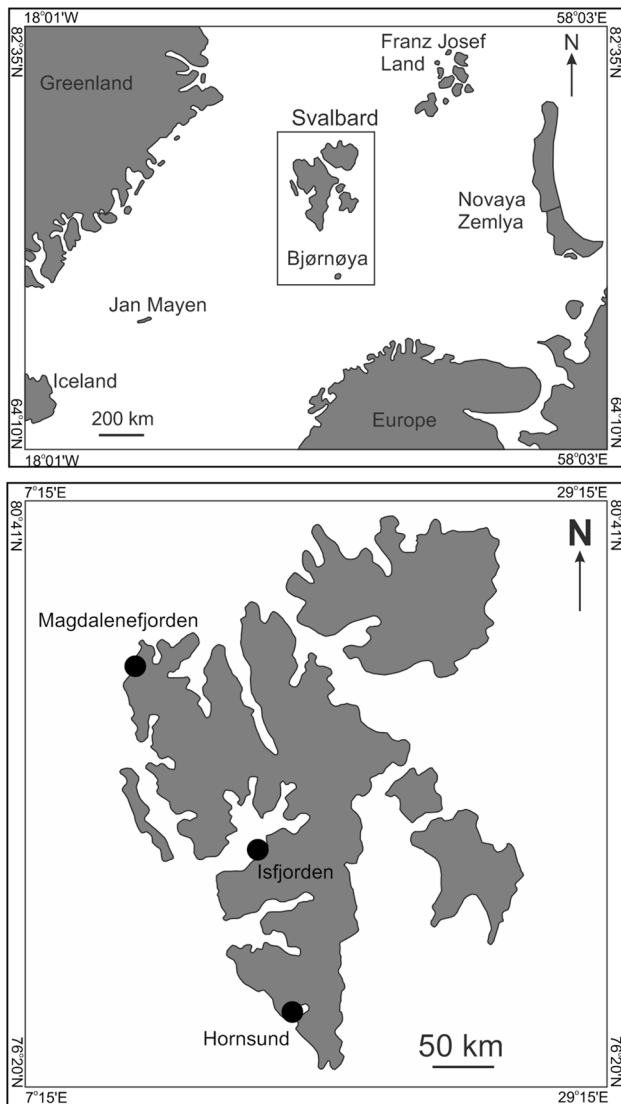 18°01'W
58°03'E
82°35'N
82°35'N
Franz Josef
Land
N
Greenland
Svalbard
Novaya
Zemlya
Bjørnøya
Jan Mayen
Iceland
200 km
Europe
64°10'N
64°10'N
18°01'W
58°03'E
7°15'E
29°15'E
80°41'N
80°41'N
N
Magdalenefjorden
Isfjorden
Hornsund
50 km
76°20'N
76°20'N
7°15'E
29°15'E